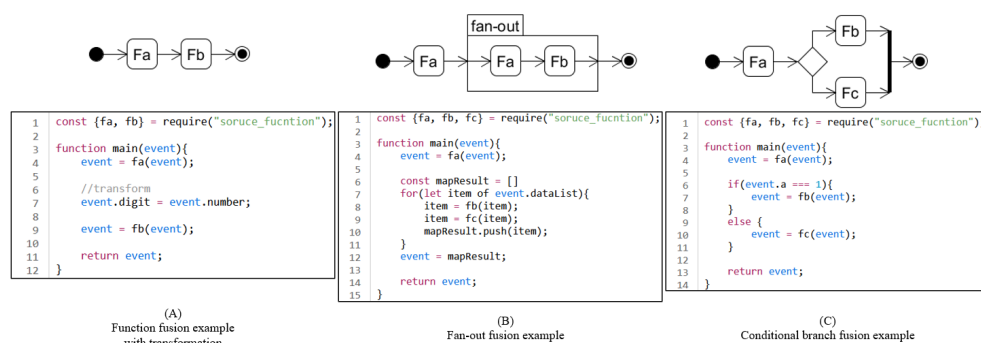 Fa
Fb
fan-out
Fa
Fa
Fb
Fa
Fb
Fc
1 const {fa, fb} = require("soruce_fucntion");
2
3 function main(event){
4 event = fa(event);
5
6 //transform
7 event.digit = event.number;
8
9 event = fb(event);
10
11 return event;
12 }
1 const {fa, fb, fc} = require("soruce_fucntion");
2
3 function main(event){
4 event = fa(event);
5
6 const mapResult = []
7 for(let item of event.dataList){
8 item = fb(item);
9 item = fc(item);
10 mapResult.push(item);
11 }
12 event = mapResult;
13
14 return event;
15 }
1 const {fa, fb, fc} = require("soruce_fucntion")
2
3 function main(event){
4 event = fa(event);
5
6 if(event.a === 1){
7 event = fb(event);
8 }
9 else {
10 event = fc(event);
11 }
12
13 return event;
14 }
(A)
Function fusion example
with transformation
(B)
Fan-out fusion example
(C)
Conditional branch fusion example